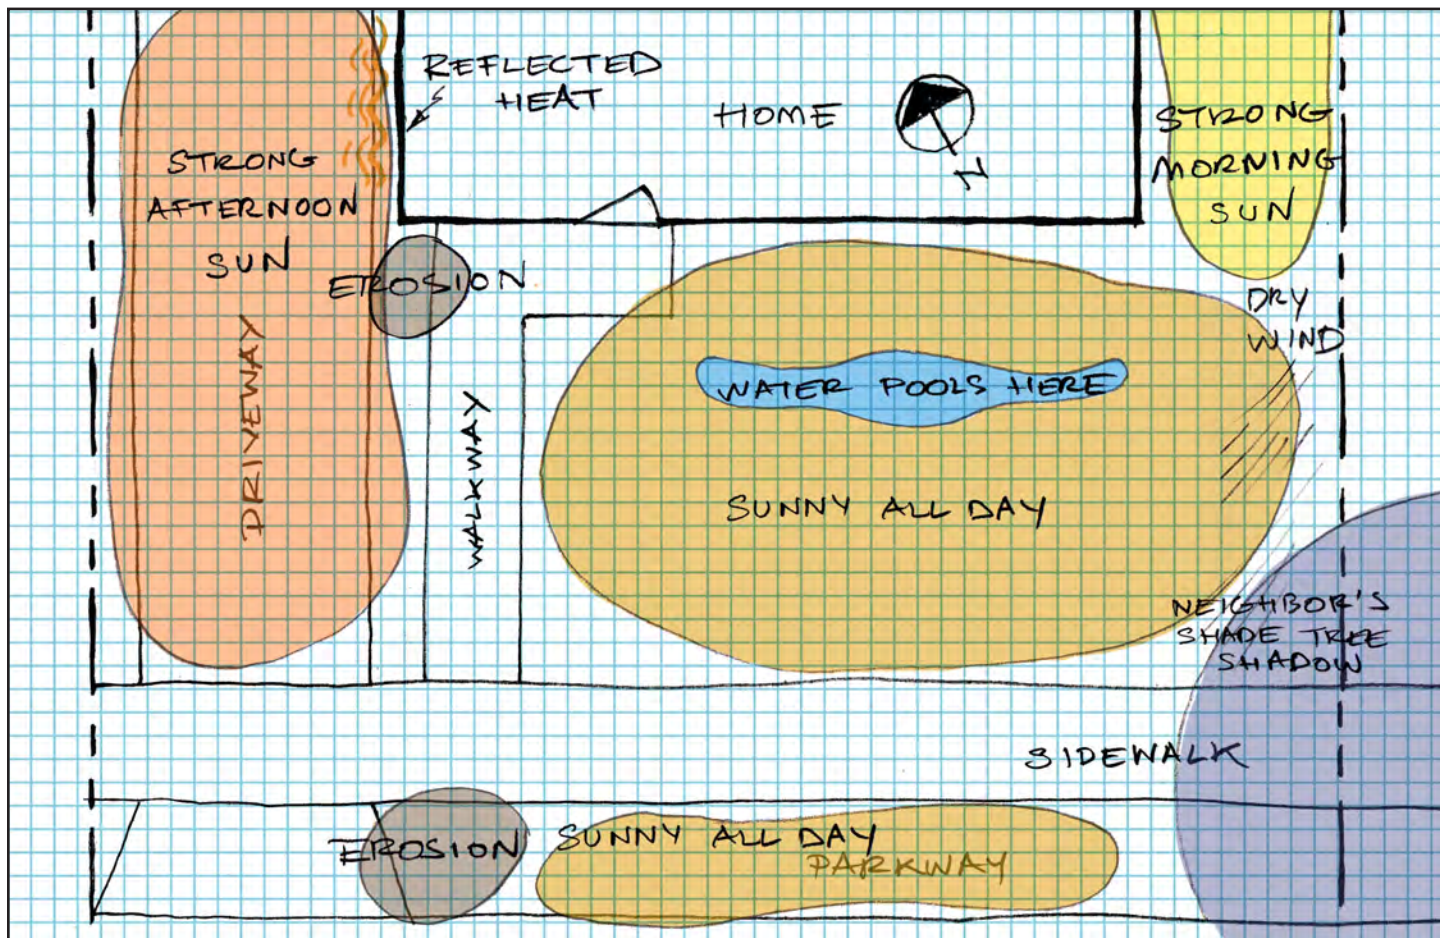 REFLECTED
HEAT
HOME
N
STRONG
AFTERNOON
SUN
STRONG
MORNING
SUN
EROSION
DRY
WIND
DRIVEWAY
WALKWAY
WATER POOLS HERE
SUNNY ALL DAY
NEIGHBOR'S
SHADE TREE
SHADOW
SIDEWALK
EROSION
SUNNY ALL DAY
PARKWAY